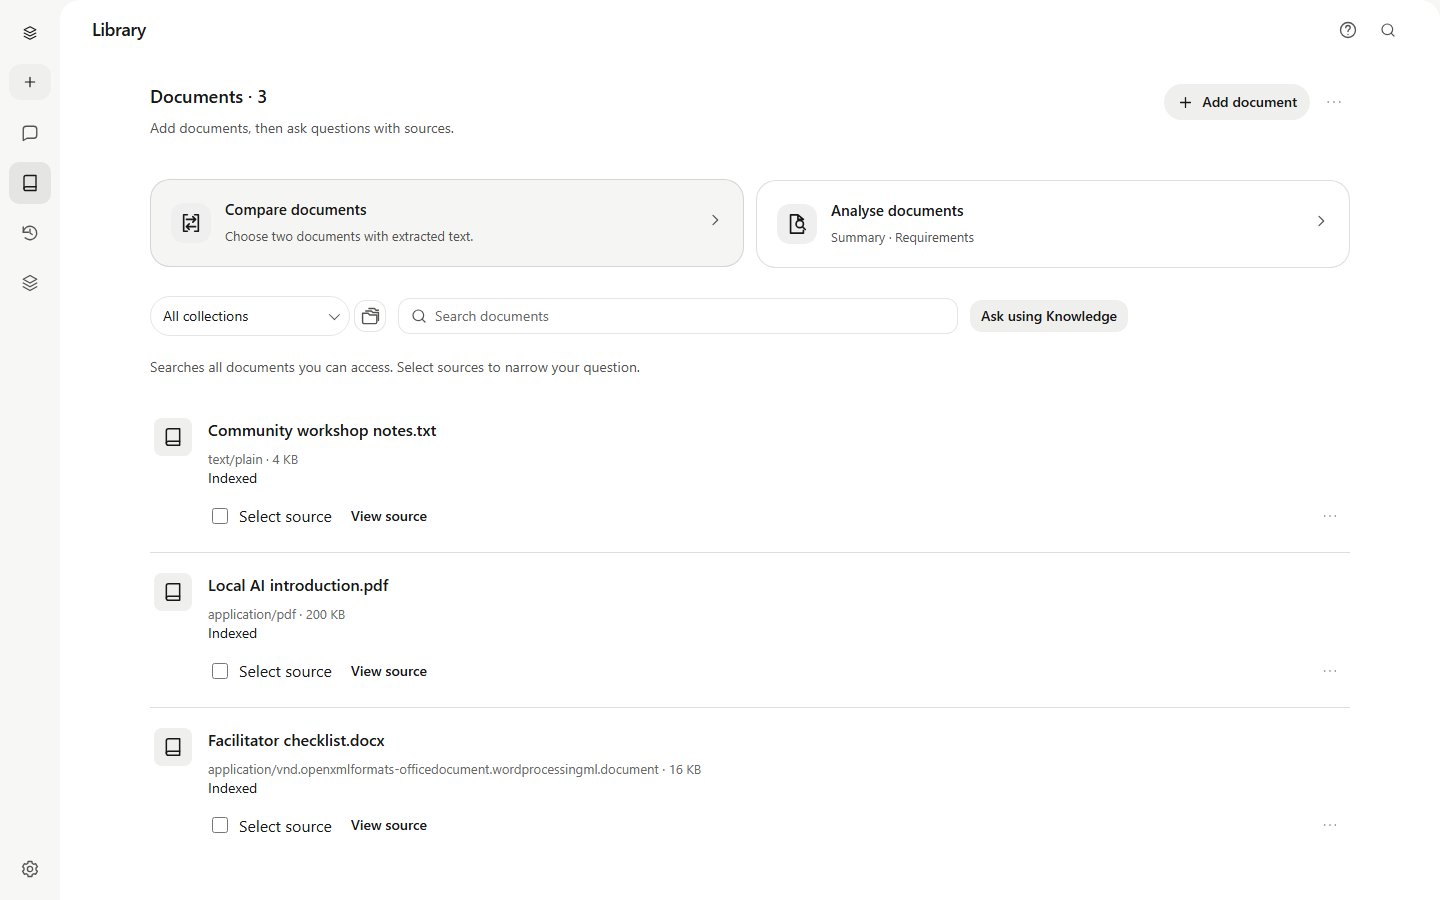 Library
Documents · 3
Add documents, then ask questions with sources.
Add document
Compare documents
Choose two documents with extracted text.
Analyse documents
Summary · Requirements
All collections
Search documents
Ask using Knowledge
Searches all documents you can access. Select sources to narrow your question.
Community workshop notes.txt
text/plain · 4 KB
Indexed
Select source
View source
Local AI introduction.pdf
application/pdf · 200 KB
Indexed
Select source
View source
Facilitator checklist.docx
application/vnd.openxmlformats-officedocument.wordprocessingml.document · 16 KB
Indexed
Select source
View source